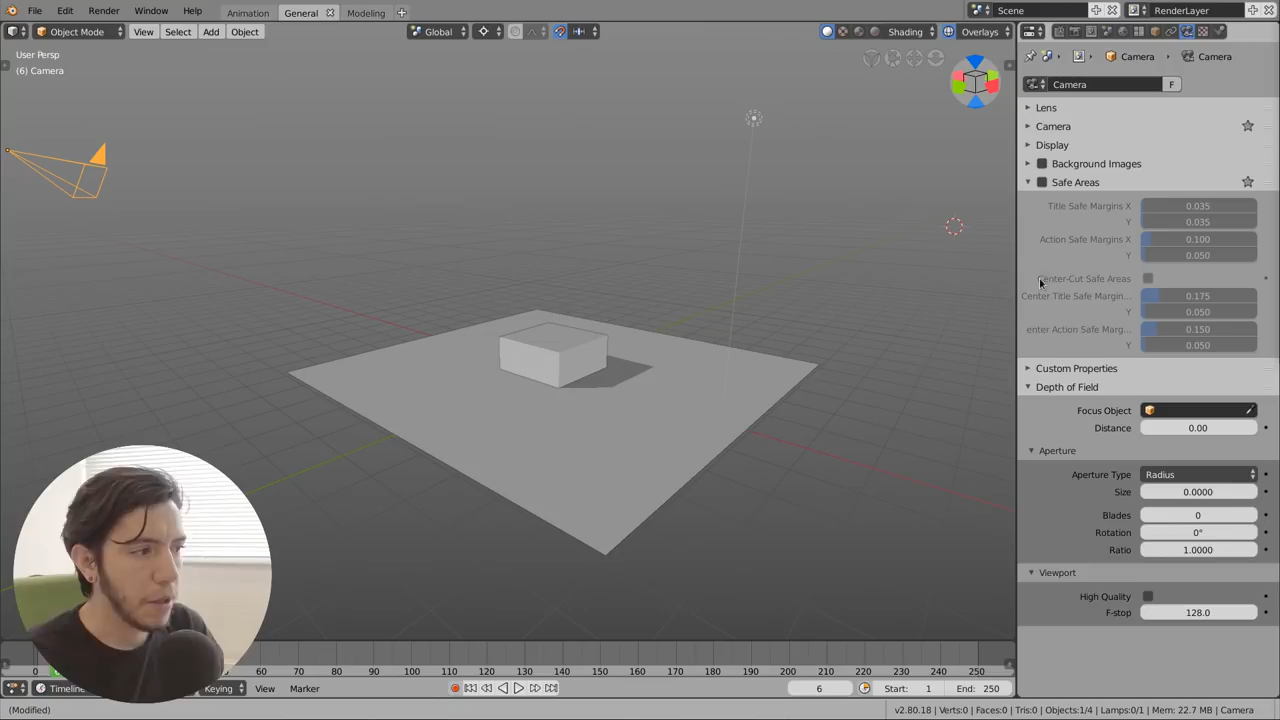 File Edit Render Window Help Animation General Modeling Scene RenderLayer
Object Mode View Select Add Object Global Shading Overlays
User Persp
(6) Camera
Camera Camera
Camera F
Lens
Camera
Display
Background Images
Safe Areas
Title Safe Margins X 0.035
Y 0.035
Action Safe Margins X 0.100
Y 0.050
Center-Cut Safe Areas
Center Title Safe Margin... 0.175
Y 0.050
enter Action Safe Marg... 0.150
Y 0.050
Custom Properties
Depth of Field
Focus Object
Distance 0.00
Aperture
Aperture Type Radius
Size 0.0000
Blades 0
Rotation 0°
Ratio 1.0000
Viewport
High Quality
F-stop 128.0
0 60 70 80 90 100 110 120 130 140 150 160 170 180 190 200 210 220 230 240 250
Timeline Keying View Marker 6 Start: 1 End: 250
(Modified) v2.80.18 | Verts:0 | Faces:0 | Tris:0 | Objects:1/4 | Lamps:0/1 | Mem: 22.7 MB | Camera